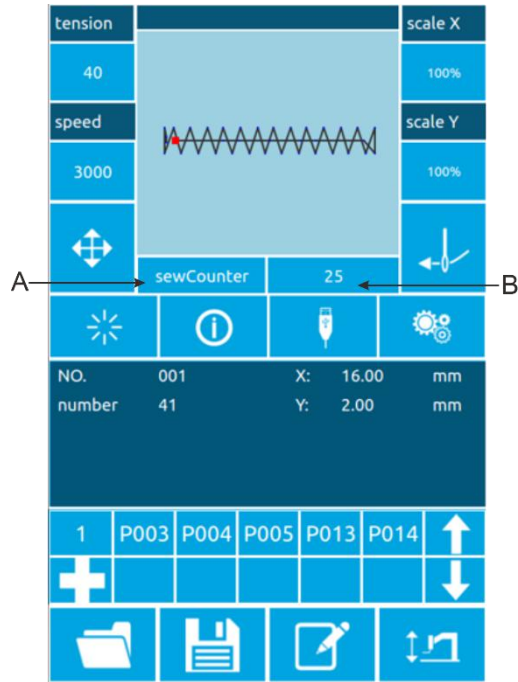 tension
scale X
40
100%
speed
scale Y
3000
100%
A
sewCounter
25
B
NO. 001 X: 16.00 mm
number 41 Y: 2.00 mm
1 P003 P004 P005 P013 P014